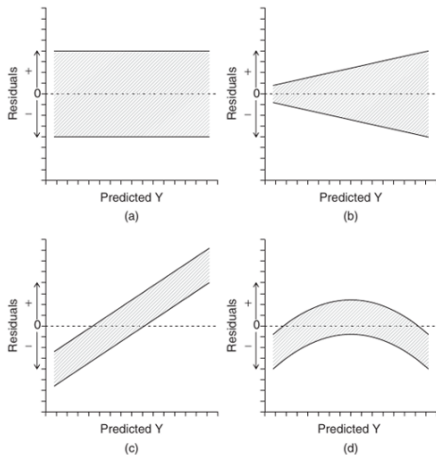 Residuals
+
0
–
Predicted Y
(a)
Residuals
+
0
–
Predicted Y
(b)
Residuals
+
0
–
Predicted Y
(c)
Residuals
+
0
–
Predicted Y
(d)